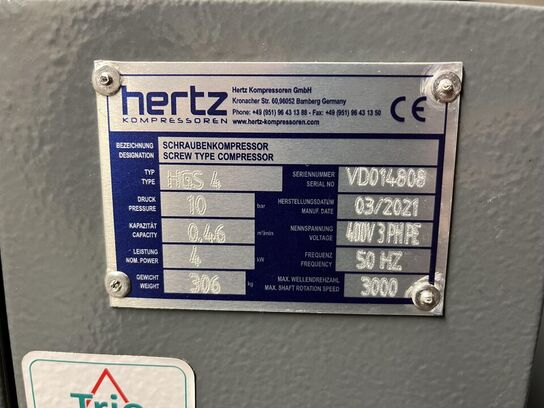 hertz
KOMPRESSOREN
Hertz Kompressoren GmbH
Kronacher Str. 60,96052 Bamberg Germany
Phone: +49 (951) 96 43 13 88 - Fax: +49 (951) 96 43 13 50
www.hertz-kompressoren.com
CE
BEZEICHNUNG
DESIGNATION
SCHRAUBENKOMPRESSOR
SCREW TYPE COMPRESSOR
TYP
TYPE
HGS 4
SERIENNUMMER
SERIAL NO
VD014808
DRUCK
PRESSURE
10 bar
HERSTELLUNGSDATUM
MANUF. DATE
03/2021
KAPAZITÄT
CAPACITY
0,46 m³/min
NENNSPANNUNG
VOLTAGE
400V 3 PH PE
LEISTUNG
NOM. POWER
4 kW
FREQUENZ
FREQUENCY
50 HZ.
GEWICHT
WEIGHT
306 kg
MAX. WELLENDREHZAHL
MAX. SHAFT ROTATION SPEED
3000